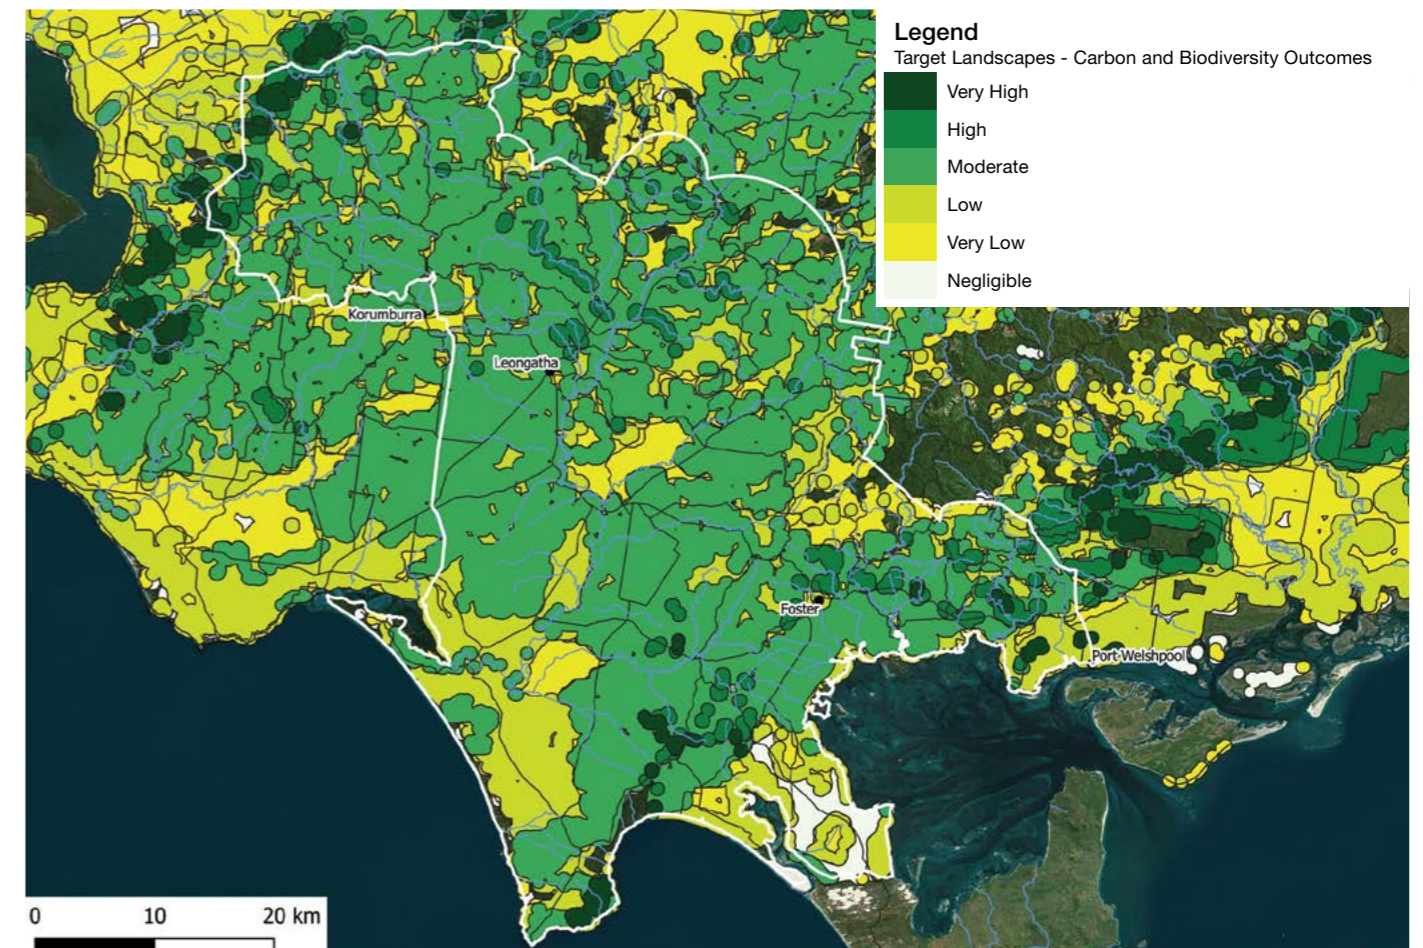 Legend
Target Landscapes - Carbon and Biodiversity Outcomes
Very High
High
Moderate
Low
Very Low
Negligible
Korumburra
Leongatha
Foster
Port Welshpool
0 10 20 km